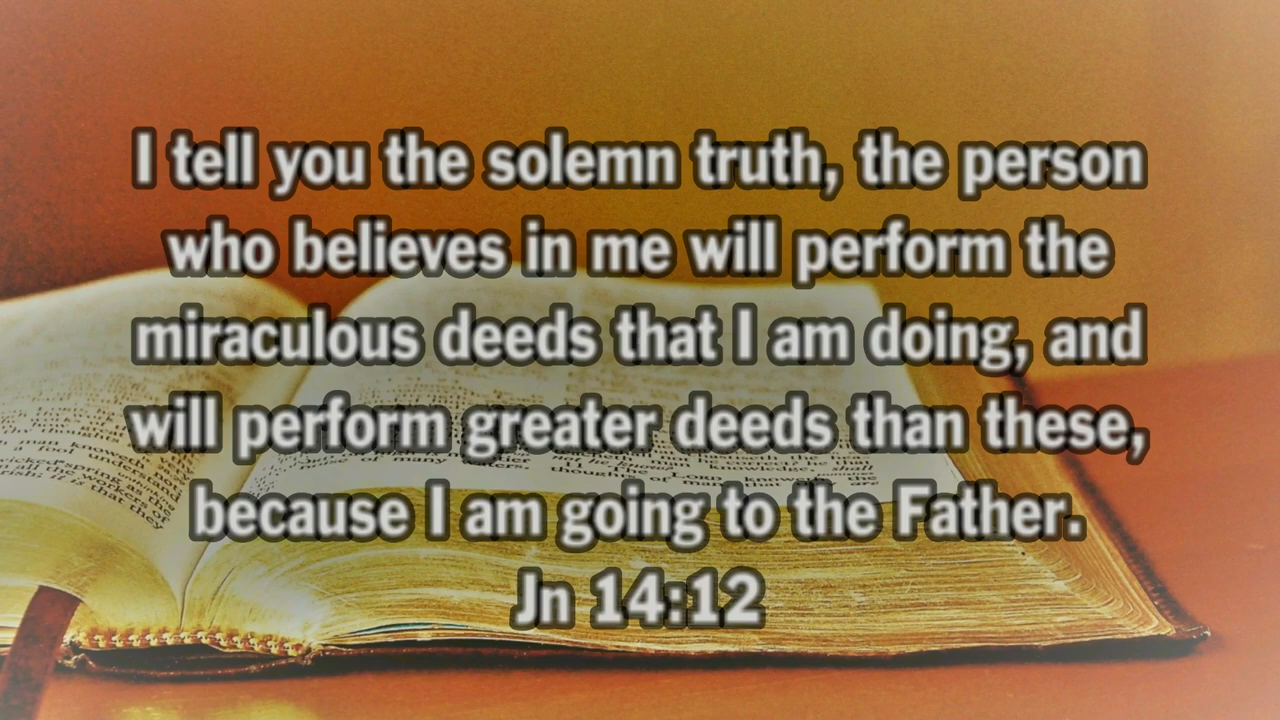 I tell you the solemn truth, the person
who believes in me will perform the
miraculous deeds that I am doing, and
will perform greater deeds than these,
because I am going to the Father.
Jn 14:12